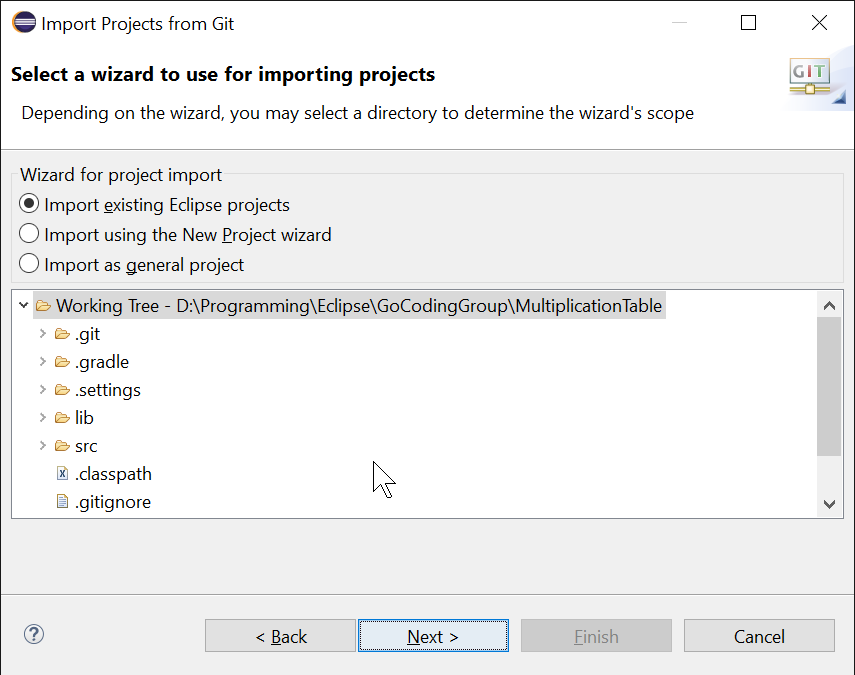 Import Projects from Git
Select a wizard to use for importing projects
GIT
Depending on the wizard, you may select a directory to determine the wizard's scope
Wizard for project import
Import existing Eclipse projects
Import using the New Project wizard
Import as general project
Working Tree - D:\Programming\Eclipse\GoCodingGroup\MultiplicationTable
.git
.gradle
.settings
lib
src
.classpath
.gitignore
< Back
Next >
Finish
Cancel